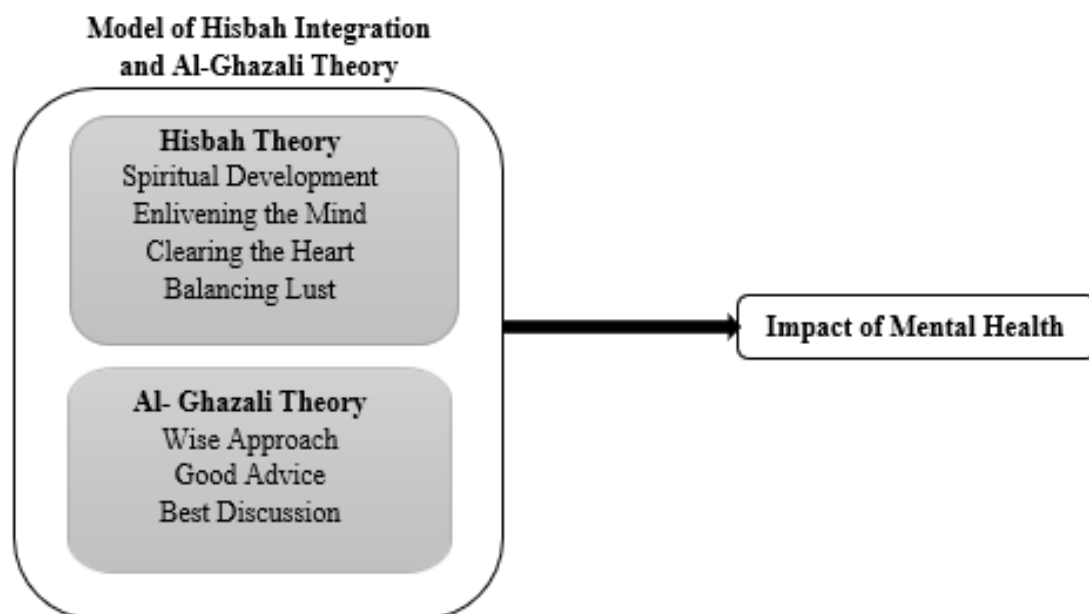 Model of Hisbah Integration
and Al-Ghazali Theory
Hisbah Theory
Spiritual Development
Enlivening the Mind
Clearing the Heart
Balancing Lust
Al- Ghazali Theory
Wise Approach
Good Advice
Best Discussion
Impact of Mental Health